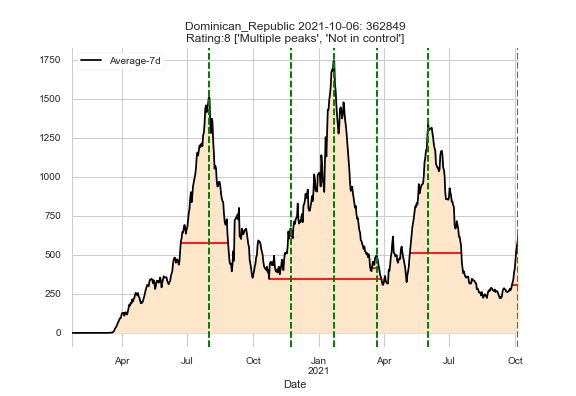 Dominican_Republic 2021-10-06: 362849
Rating:8 ['Multiple peaks', 'Not in control']
Average-7d
1750
1500
1250
1000
750
500
250
0
Apr Jul Oct Jan Apr Jul Oct
2021
Date